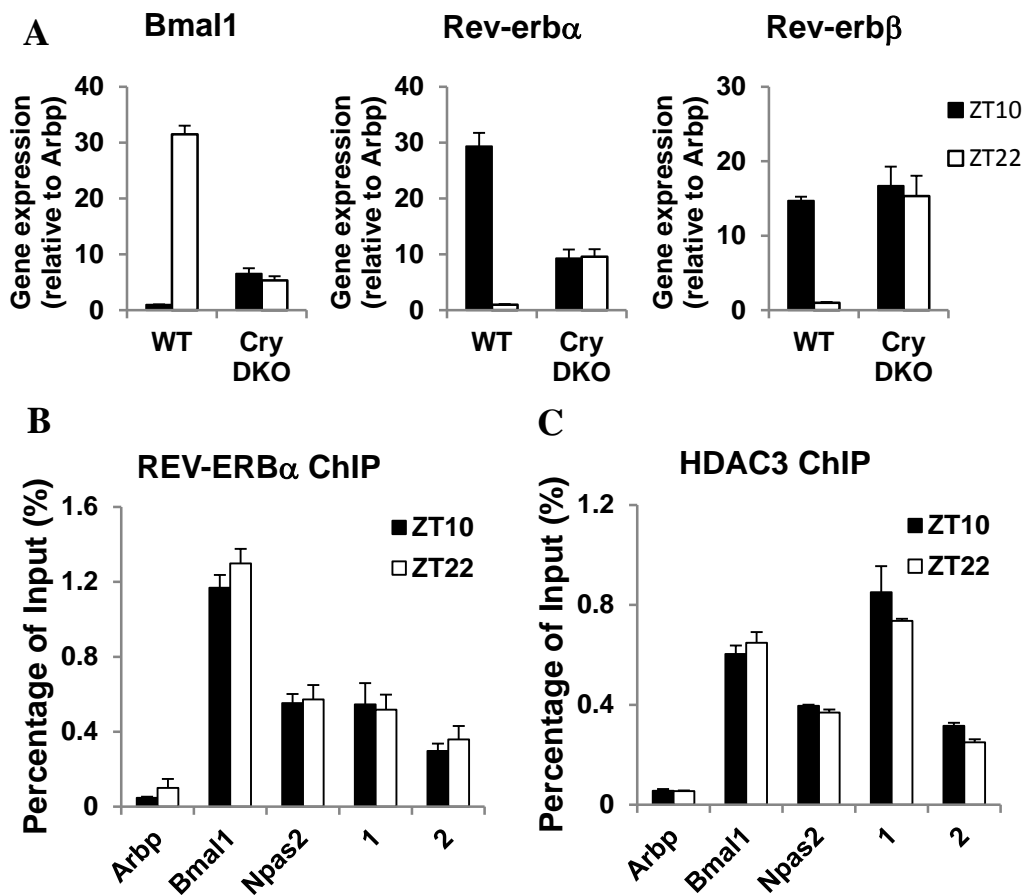 A
Bmal1
Gene expression
(relative to Arbp)
40
30
20
10
0
WT
Cry
DKO
Rev-erbα
Gene expression
(relative to Arbp)
40
30
20
10
0
WT
Cry
DKO
Rev-erbβ
Gene expression
(relative to Arbp)
30
20
10
0
WT
Cry
DKO
ZT10
ZT22
B
REV-ERBα ChIP
Percentage of Input (%)
1.6
1.2
0.8
0.4
0
ZT10
ZT22
Arbp
Bmal1
Npas2
1
2
C
HDAC3 ChIP
Percentage of Input (%)
1.2
0.8
0.4
0
ZT10
ZT22
Arbp
Bmal1
Npas2
1
2